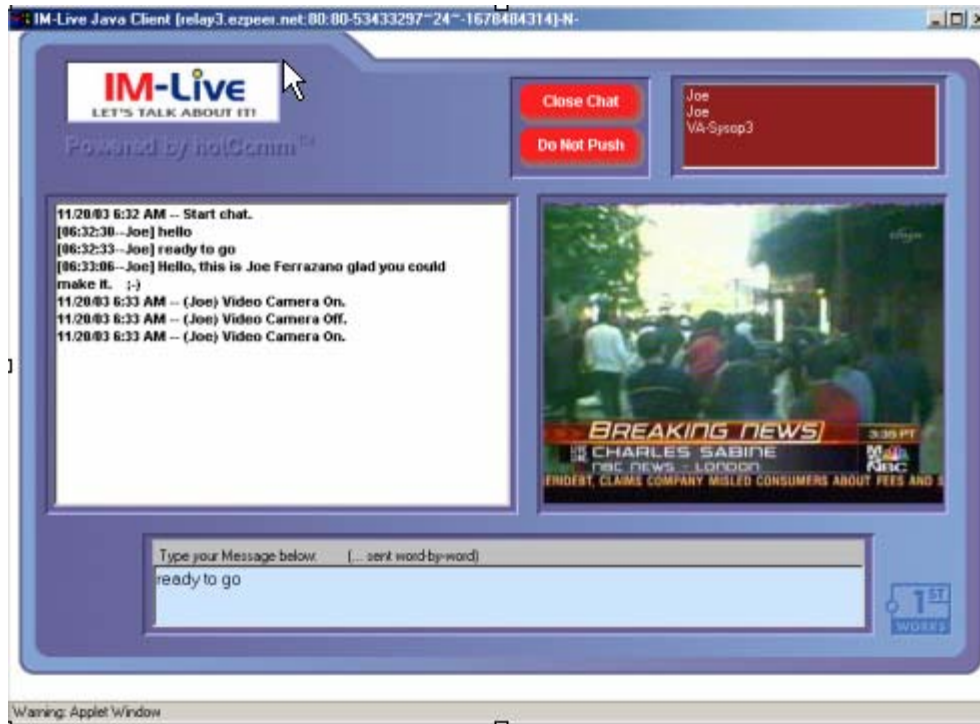 IM-Live Java Client (relay3.ezpeer.net:80:80-53433297~24~-1678484314)-N-
IM-Live
LET'S TALK ABOUT IT!
Powered by hotComm™
Close Chat
Do Not Push
Joe
Joe
VA-Sysop3
11/20/03 6:32 AM -- Start chat.
[06:32:30--Joe] hello
[06:32:33--Joe] ready to go
[06:33:06--Joe] Hello, this is Joe Ferrazano glad you could
make it. ;-)
11/20/03 6:33 AM -- (Joe) Video Camera On.
11/20/03 6:33 AM -- (Joe) Video Camera Off.
11/20/03 6:33 AM -- (Joe) Video Camera On.
BREAKING NEWS
3:35 PT
CHARLES SABINE
NBC NEWS - LONDON
MSNBC
CLAIMS COMPANY MISLED CONSUMERS ABOUT FEES AND
Type your Message below. (... sent word-by-word)
ready to go
1ST
WORKS
Warning: Applet Window